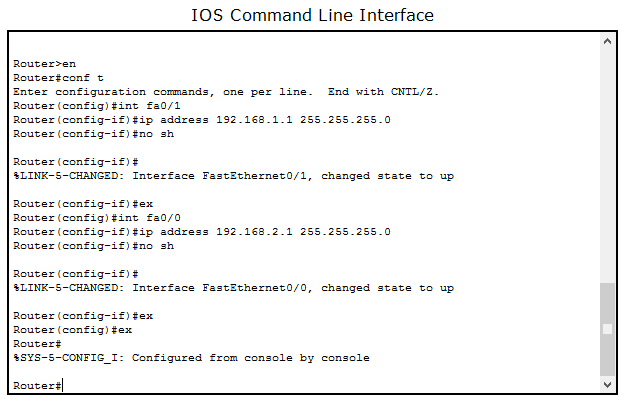 IOS Command Line Interface
Router>en
Router#conf t
Enter configuration commands, one per line.  End with CNTL/Z.
Router(config)#int fa0/1
Router(config-if)#ip address 192.168.1.1 255.255.255.0
Router(config-if)#no sh
Router(config-if)#
%LINK-5-CHANGED: Interface FastEthernet0/1, changed state to up
Router(config-if)#ex
Router(config)#int fa0/0
Router(config-if)#ip address 192.168.2.1 255.255.255.0
Router(config-if)#no sh
Router(config-if)#
%LINK-5-CHANGED: Interface FastEthernet0/0, changed state to up
Router(config-if)#ex
Router(config)#ex
Router#
%SYS-5-CONFIG_I: Configured from console by console
Router#